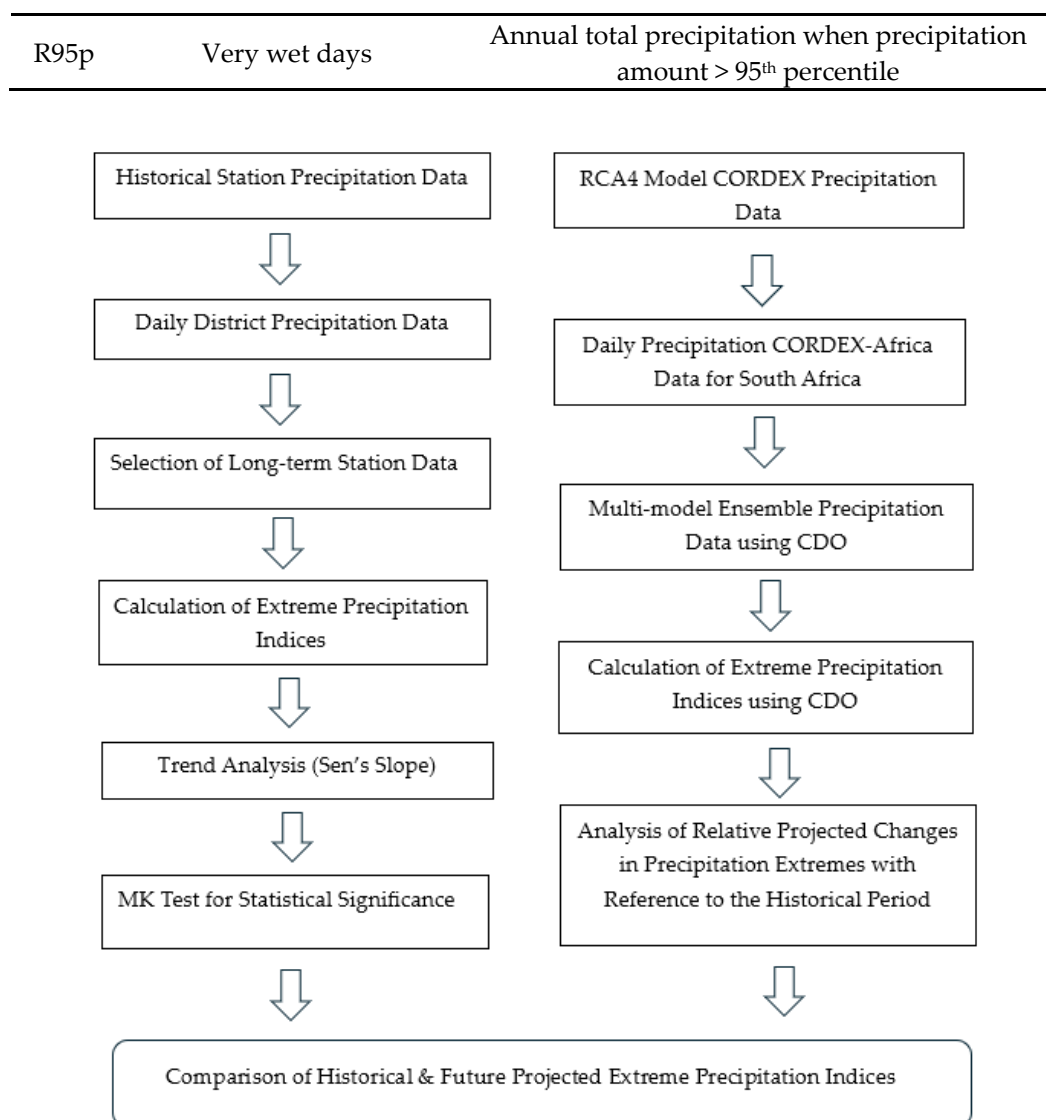 R95p Very wet days Annual total precipitation when precipitation
amount > 95th percentile
Historical Station Precipitation Data
Daily District Precipitation Data
Selection of Long-term Station Data
Calculation of Extreme Precipitation
Indices
Trend Analysis (Sen's Slope)
MK Test for Statistical Significance
RCA4 Model CORDEX Precipitation
Data
Daily Precipitation CORDEX-Africa
Data for South Africa
Multi-model Ensemble Precipitation
Data using CDO
Calculation of Extreme Precipitation
Indices using CDO
Analysis of Relative Projected Changes
in Precipitation Extremes with
Reference to the Historical Period
Comparison of Historical & Future Projected Extreme Precipitation Indices